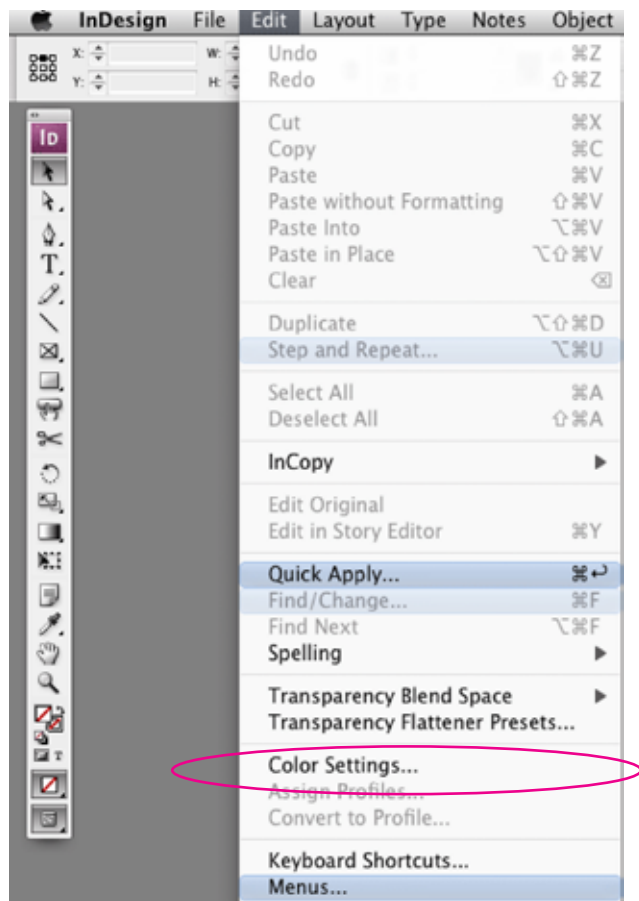 InDesign File Edit Layout Type Notes Object
X: W:
Y: H:
Undo ⌘Z
Redo ⇧⌘Z
Cut ⌘X
Copy ⌘C
Paste ⌘V
Paste without Formatting ⇧⌘V
Paste Into ⌥⌘V
Paste in Place ⌥⇧⌘V
Clear ⌫
Duplicate ⌥⇧⌘D
Step and Repeat... ⌥⌘U
Select All ⌘A
Deselect All ⇧⌘A
InCopy ▶
Edit Original
Edit in Story Editor ⌘Y
Quick Apply... ⌘↩
Find/Change... ⌘F
Find Next ⌥⌘F
Spelling ▶
Transparency Blend Space ▶
Transparency Flattener Presets...
Color Settings...
Assign Profiles...
Convert to Profile...
Keyboard Shortcuts...
Menus...
ID
T
T